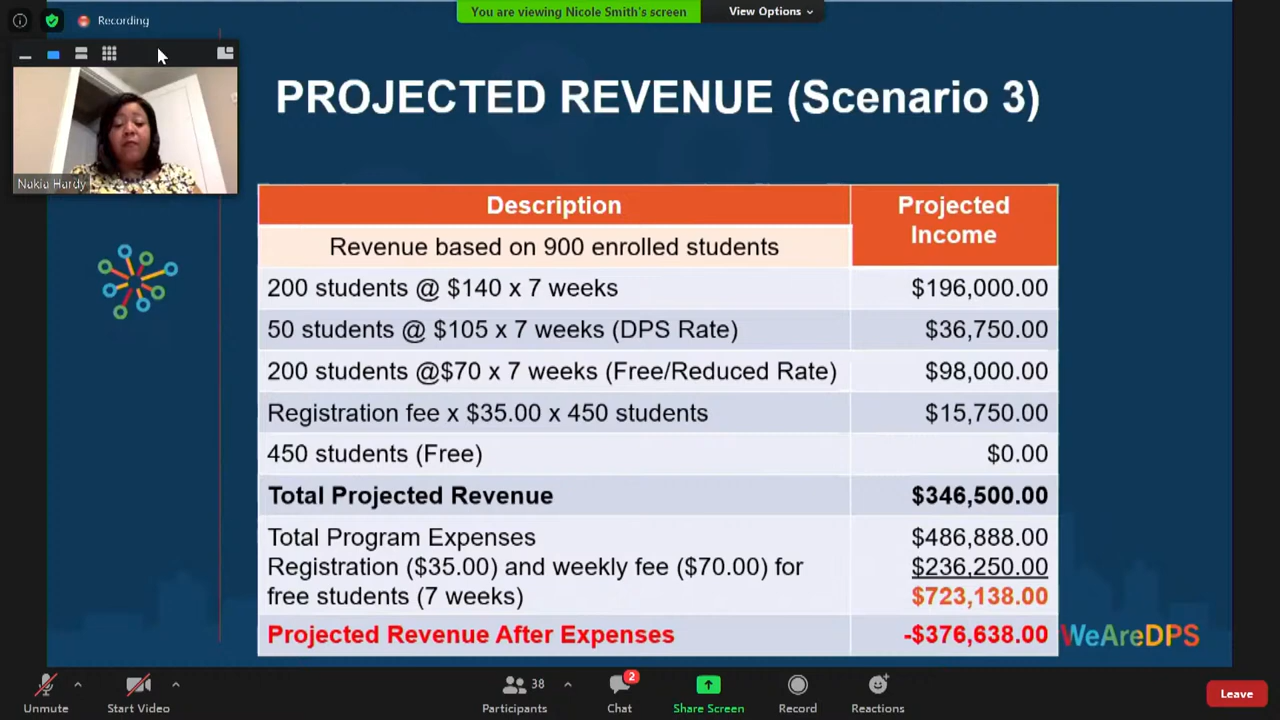 Recording
You are viewing Nicole Smith's screen
View Options
Nakia Hardy
PROJECTED REVENUE (Scenario 3)
Description
Projected
Income
Revenue based on 900 enrolled students
200 students @ $140 x 7 weeks $196,000.00
50 students @ $105 x 7 weeks (DPS Rate) $36,750.00
200 students @$70 x 7 weeks (Free/Reduced Rate) $98,000.00
Registration fee x $35.00 x 450 students $15,750.00
450 students (Free) $0.00
Total Projected Revenue $346,500.00
Total Program Expenses $486,888.00
Registration ($35.00) and weekly fee ($70.00) for $236,250.00
free students (7 weeks) $723,138.00
Projected Revenue After Expenses -$376,638.00
WeAreDPS
Unmute
Start Video
38
Participants
2
Chat
Share Screen
Record
Reactions
Leave